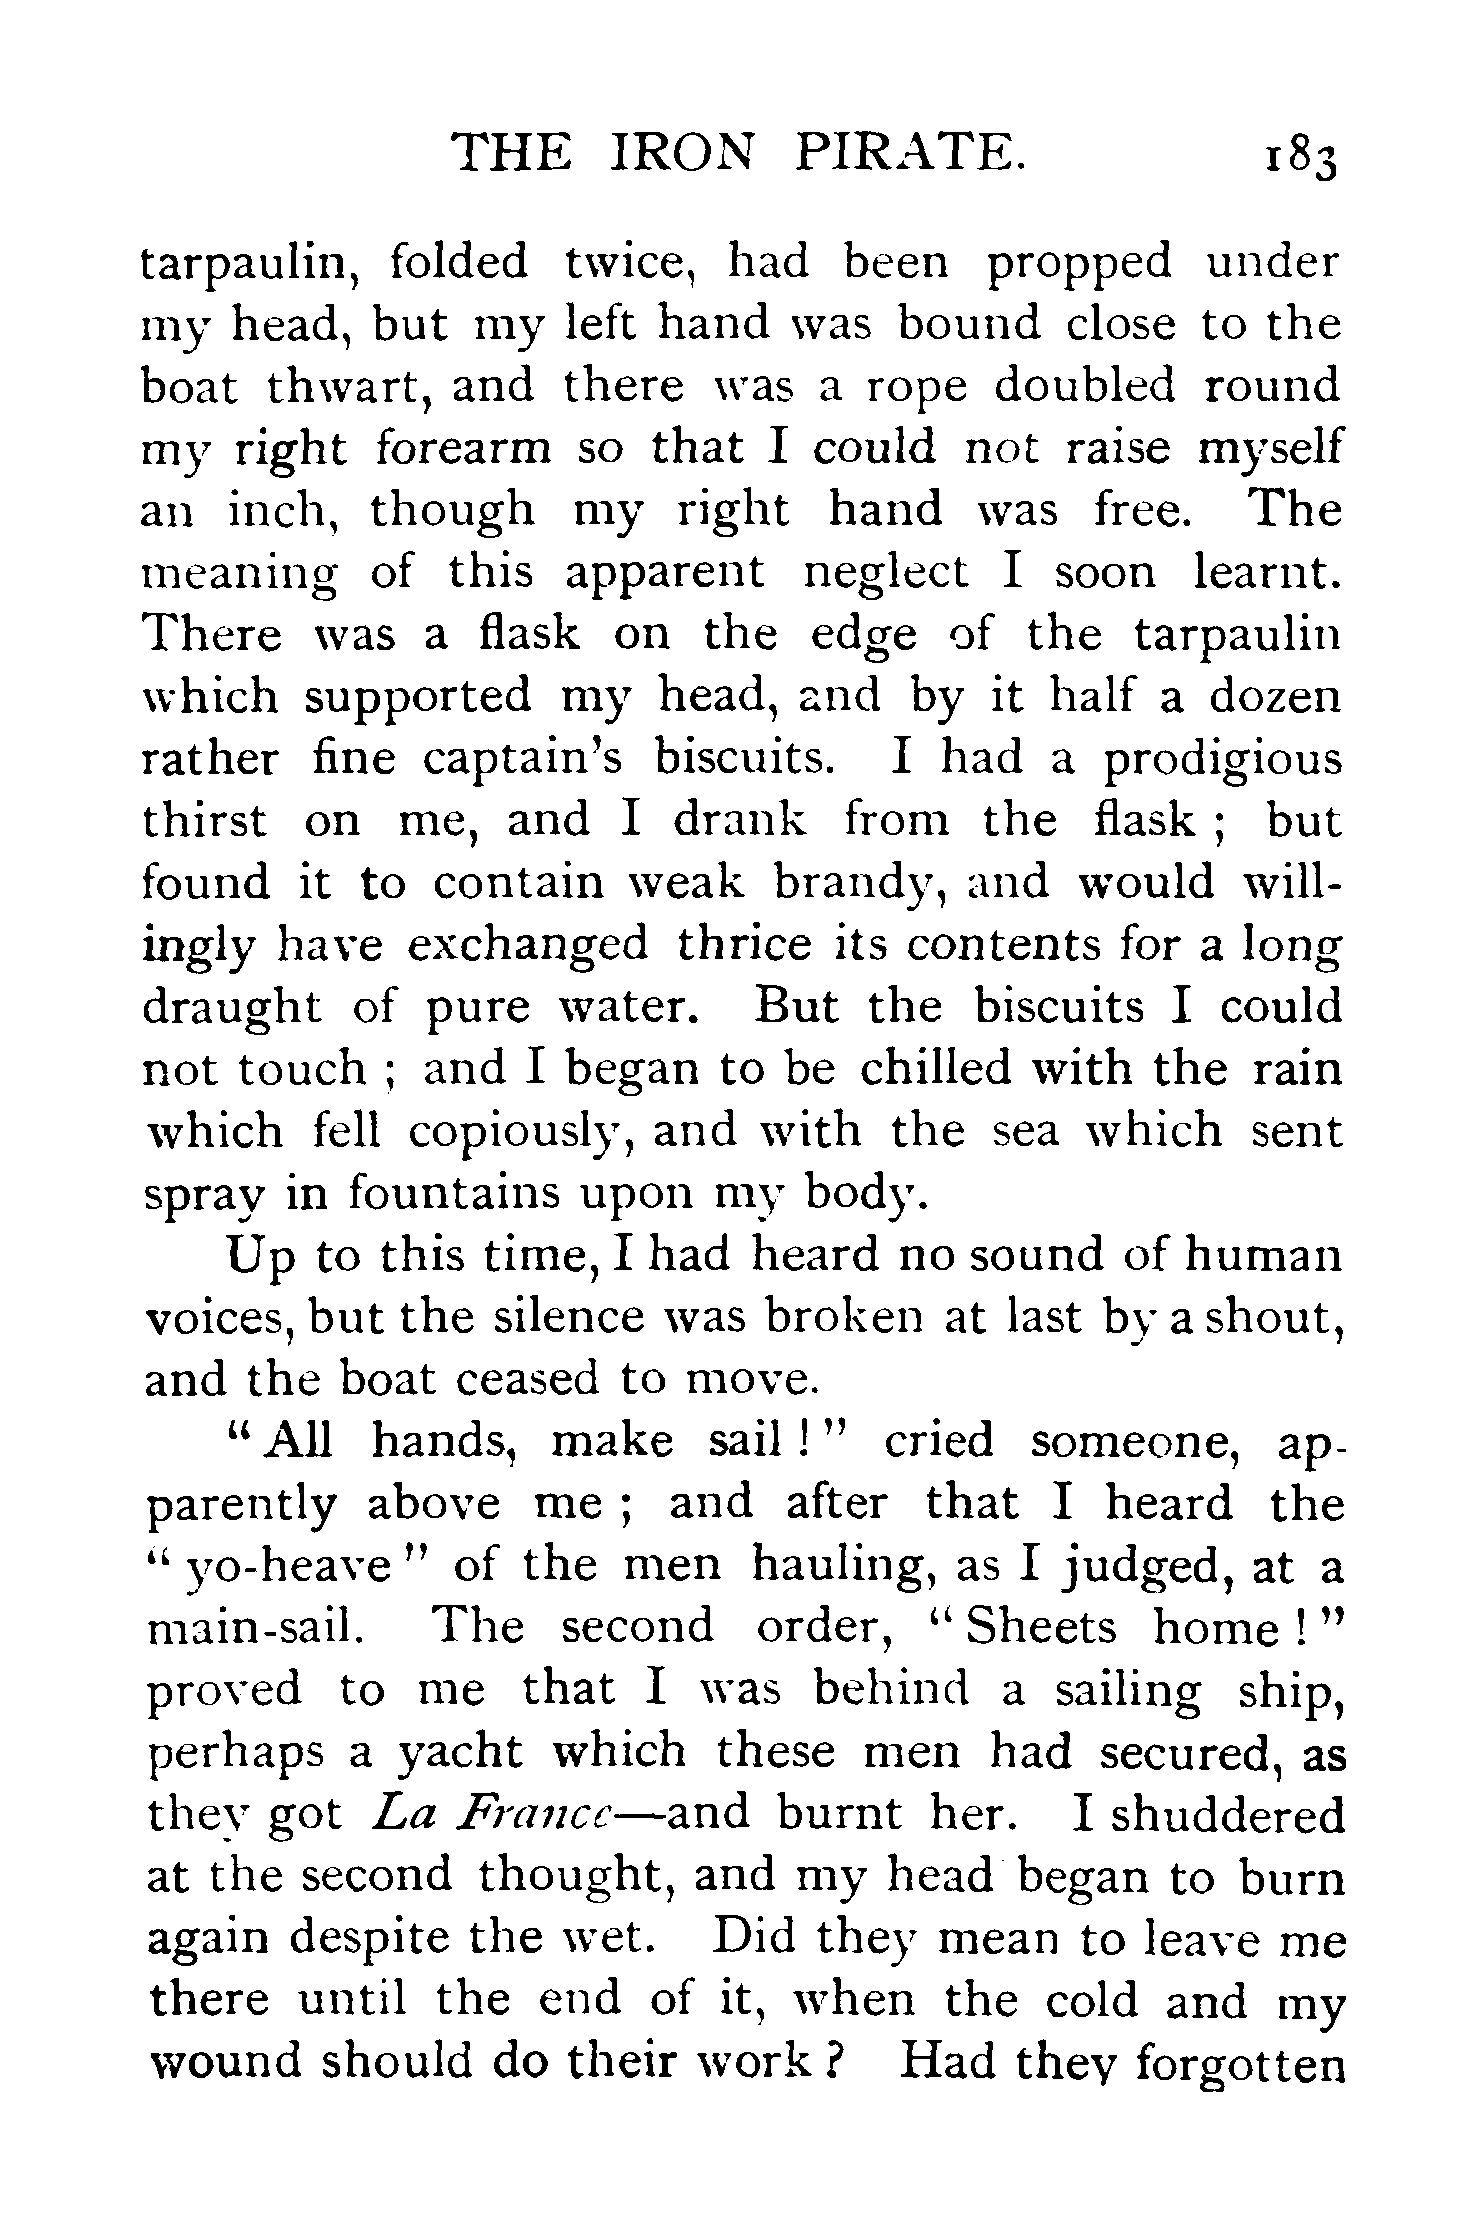 THE IRON PIRATE. 183
tarpaulin, folded twice, had been propped under
my head, but my left hand was bound close to the
boat thwart, and there was a rope doubled round
my right forearm so that I could not raise myself
an inch, though my right hand was free. The
meaning of this apparent neglect I soon learnt.
There was a flask on the edge of the tarpaulin
which supported my head, and by it half a dozen
rather fine captain's biscuits. I had a prodigious
thirst on me, and I drank from the flask ; but
found it to contain weak brandy, and would will-
ingly have exchanged thrice its contents for a long
draught of pure water. But the biscuits I could
not touch ; and I began to be chilled with the rain
which fell copiously, and with the sea which sent
spray in fountains upon my body.
Up to this time, I had heard no sound of human
voices, but the silence was broken at last by a shout,
and the boat ceased to move.
“ All hands, make sail ! ” cried someone, ap-
parently above me ; and after that I heard the
“ yo-heave ” of the men hauling, as I judged, at a
main-sail. The second order, “ Sheets home ! ”
proved to me that I was behind a sailing ship,
perhaps a yacht which these men had secured, as
they got La France—and burnt her. I shuddered
at the second thought, and my head began to burn
again despite the wet. Did they mean to leave me
there until the end of it, when the cold and my
wound should do their work ? Had they forgotten